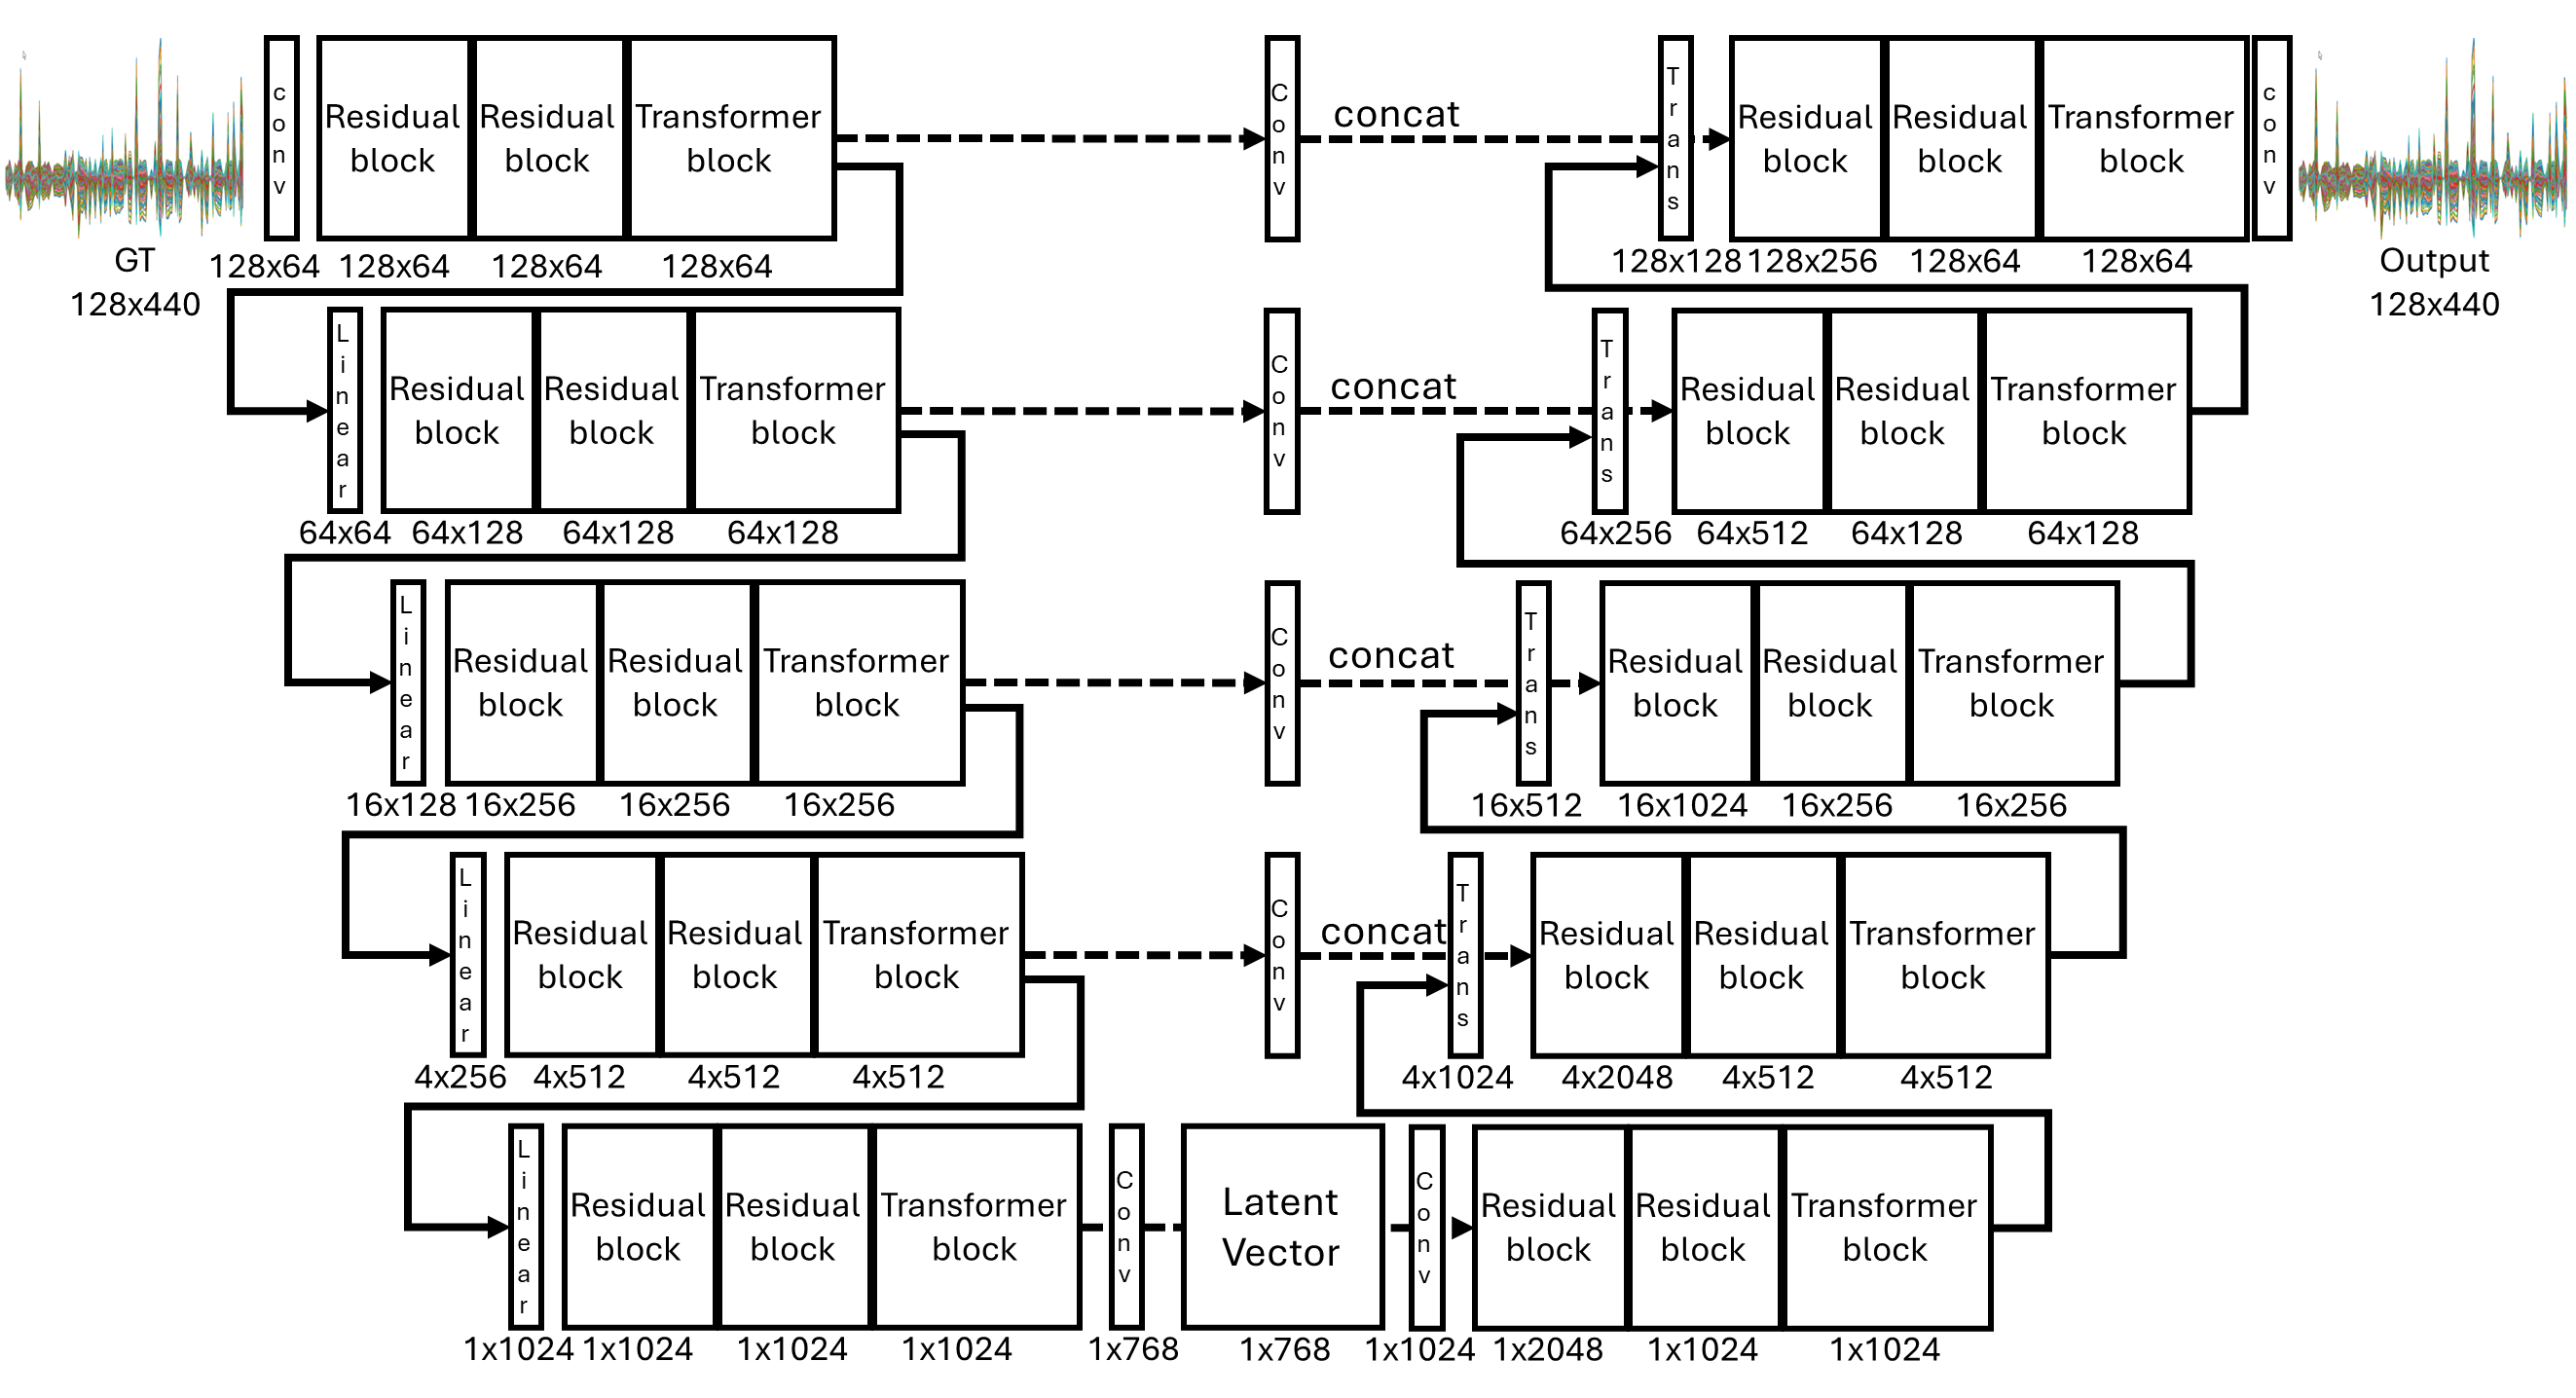 conv
Residual block
Residual block
Transformer block
Conv
concat
Trans
Residual block
Residual block
Transformer block
conv
GT
128x440
128x64
128x64
128x64
128x64
128x128
128x256
128x64
128x64
Output
128x440
Linear
Residual block
Residual block
Transformer block
Conv
concat
Trans
Residual block
Residual block
Transformer block
64x64
64x128
64x128
64x128
64x256
64x512
64x128
64x128
Linear
Residual block
Residual block
Transformer block
Conv
concat
Trans
Residual block
Residual block
Transformer block
16x128
16x256
16x256
16x256
16x512
16x1024
16x256
16x256
Linear
Residual block
Residual block
Transformer block
Conv
concat
Trans
Residual block
Residual block
Transformer block
4x256
4x512
4x512
4x512
4x1024
4x2048
4x512
4x512
Linear
Residual block
Residual block
Transformer block
Conv
Latent Vector
Conv
Residual block
Residual block
Transformer block
1x1024
1x1024
1x1024
1x1024
1x768
1x768
1x1024
1x2048
1x1024
1x1024